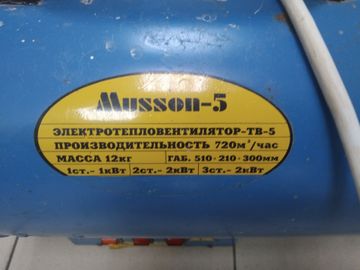 Musson-5
ЭЛЕКТРОТЕПЛОВЕНТИЛЯТОР-ТВ-5
ПРОИЗВОДИТЕЛЬНОСТЬ 720м³/час
МАССА 12кг ГАБ. 510·210·300мм
1ст.-1кВт 2ст.-2кВт 3ст.-2кВт